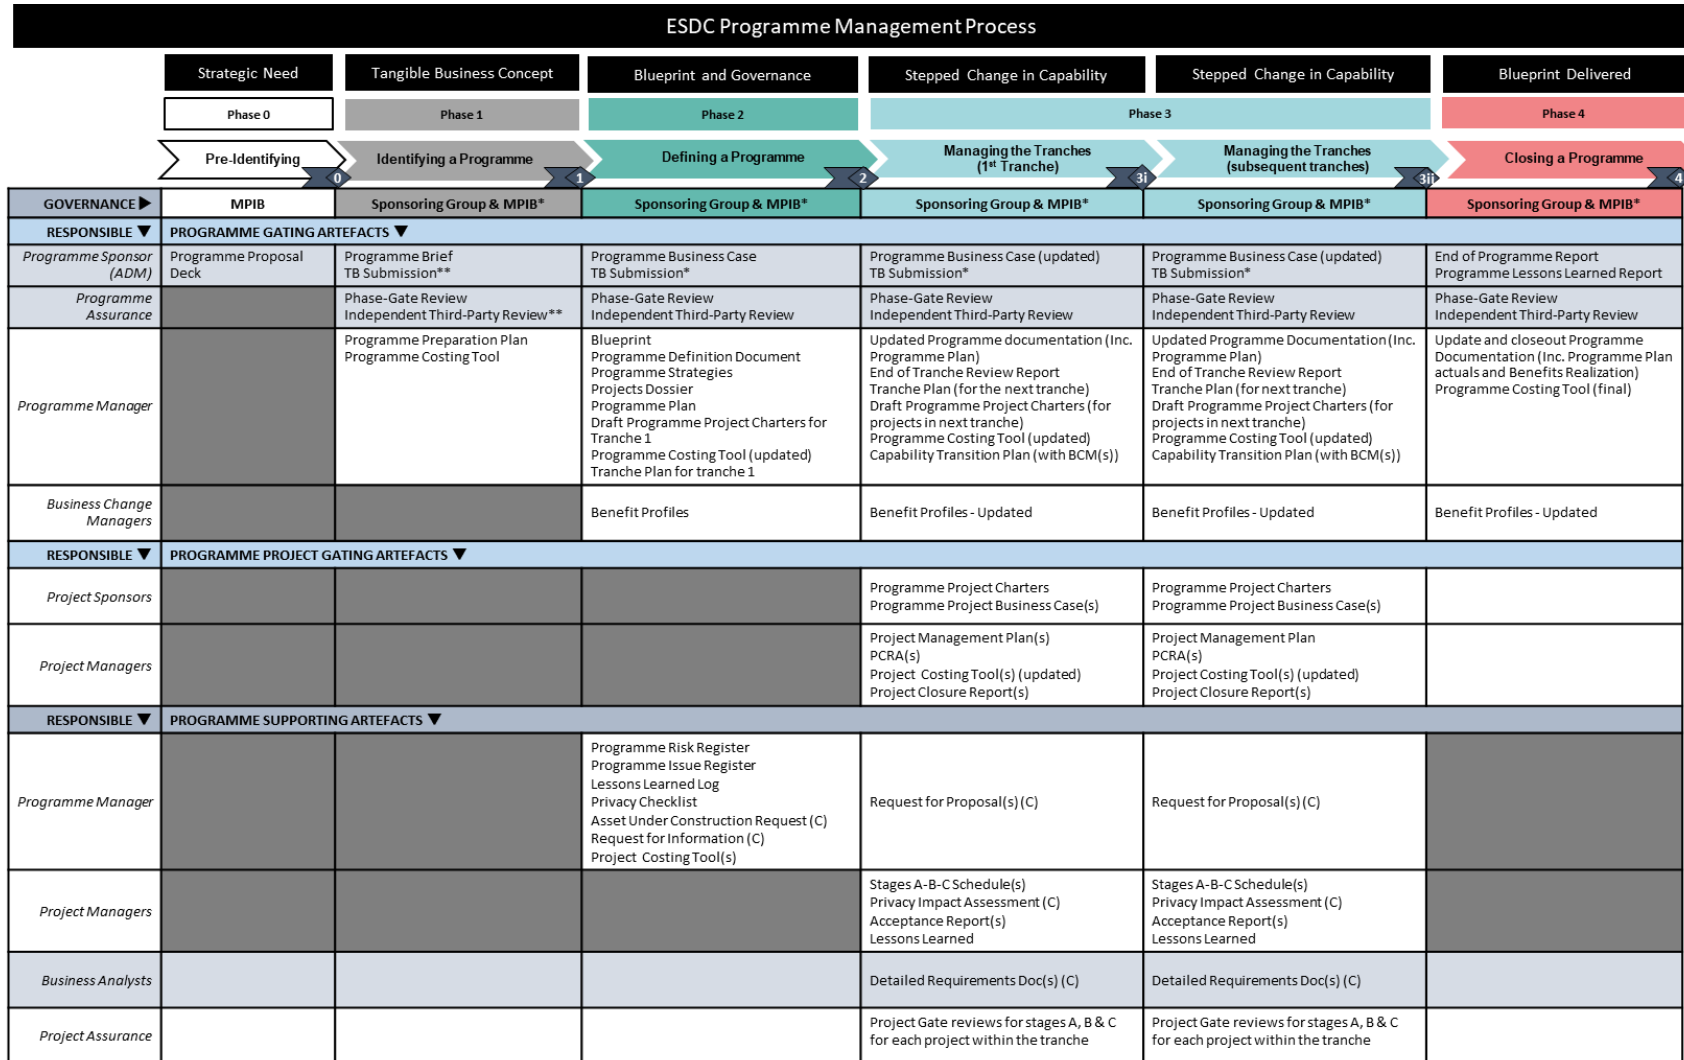 ESDC Programme Management Process
Strategic Need
Tangible Business Concept
Blueprint and Governance
Stepped Change in Capability
Stepped Change in Capability
Blueprint Delivered
Phase 0
Phase 1
Phase 2
Phase 3
Phase 4
Pre-Identifying
Identifying a Programme
Defining a Programme
Managing the Tranches
(1st Tranche)
Managing the Tranches
(subsequent tranches)
Closing a Programme
0
1
2
3i
3ii
4
GOVERNANCE ▶
MPIB
Sponsoring Group & MPIB*
Sponsoring Group & MPIB*
Sponsoring Group & MPIB*
Sponsoring Group & MPIB*
Sponsoring Group & MPIB*
RESPONSIBLE ▼
PROGRAMME GATING ARTEFACTS ▼
Programme Sponsor
(ADM)
Programme Proposal
Deck
Programme Brief
TB Submission**
Programme Business Case
TB Submission*
Programme Business Case (updated)
TB Submission*
Programme Business Case (updated)
TB Submission*
End of Programme Report
Programme Lessons Learned Report
Programme
Assurance
Phase-Gate Review
Independent Third-Party Review**
Phase-Gate Review
Independent Third-Party Review
Phase-Gate Review
Independent Third-Party Review
Phase-Gate Review
Independent Third-Party Review
Phase-Gate Review
Independent Third-Party Review
Programme Manager
Programme Preparation Plan
Programme Costing Tool
Blueprint
Programme Definition Document
Programme Strategies
Projects Dossier
Programme Plan
Draft Programme Project Charters for
Tranche 1
Programme Costing Tool (updated)
Tranche Plan for tranche 1
Updated Programme documentation (Inc.
Programme Plan)
End of Tranche Review Report
Tranche Plan (for the next tranche)
Draft Programme Project Charters (for
projects in next tranche)
Programme Costing Tool (updated)
Capability Transition Plan (with BCM(s))
Updated Programme Documentation (Inc.
Programme Plan)
End of Tranche Review Report
Tranche Plan (for next tranche)
Draft Programme Project Charters (for
projects in next tranche)
Programme Costing Tool (updated)
Capability Transition Plan (with BCM(s))
Update and closeout Programme
Documentation (Inc. Programme Plan
actuals and Benefits Realization)
Programme Costing Tool (final)
Business Change
Managers
Benefit Profiles
Benefit Profiles - Updated
Benefit Profiles - Updated
Benefit Profiles - Updated
RESPONSIBLE ▼
PROGRAMME PROJECT GATING ARTEFACTS ▼
Project Sponsors
Programme Project Charters
Programme Project Business Case(s)
Programme Project Charters
Programme Project Business Case(s)
Project Managers
Project Management Plan(s)
PCRA(s)
Project Costing Tool(s) (updated)
Project Closure Report(s)
Project Management Plan
PCRA(s)
Project Costing Tool(s) (updated)
Project Closure Report(s)
RESPONSIBLE ▼
PROGRAMME SUPPORTING ARTEFACTS ▼
Programme Manager
Programme Risk Register
Programme Issue Register
Lessons Learned Log
Privacy Checklist
Asset Under Construction Request (C)
Request for Information (C)
Project Costing Tool(s)
Request for Proposal(s) (C)
Request for Proposal(s) (C)
Project Managers
Stages A-B-C Schedule(s)
Privacy Impact Assessment (C)
Acceptance Report(s)
Lessons Learned
Stages A-B-C Schedule(s)
Privacy Impact Assessment (C)
Acceptance Report(s)
Lessons Learned
Business Analysts
Detailed Requirements Doc(s) (C)
Detailed Requirements Doc(s) (C)
Project Assurance
Project Gate reviews for stages A, B & C
for each project within the tranche
Project Gate reviews for stages A, B & C
for each project within the tranche